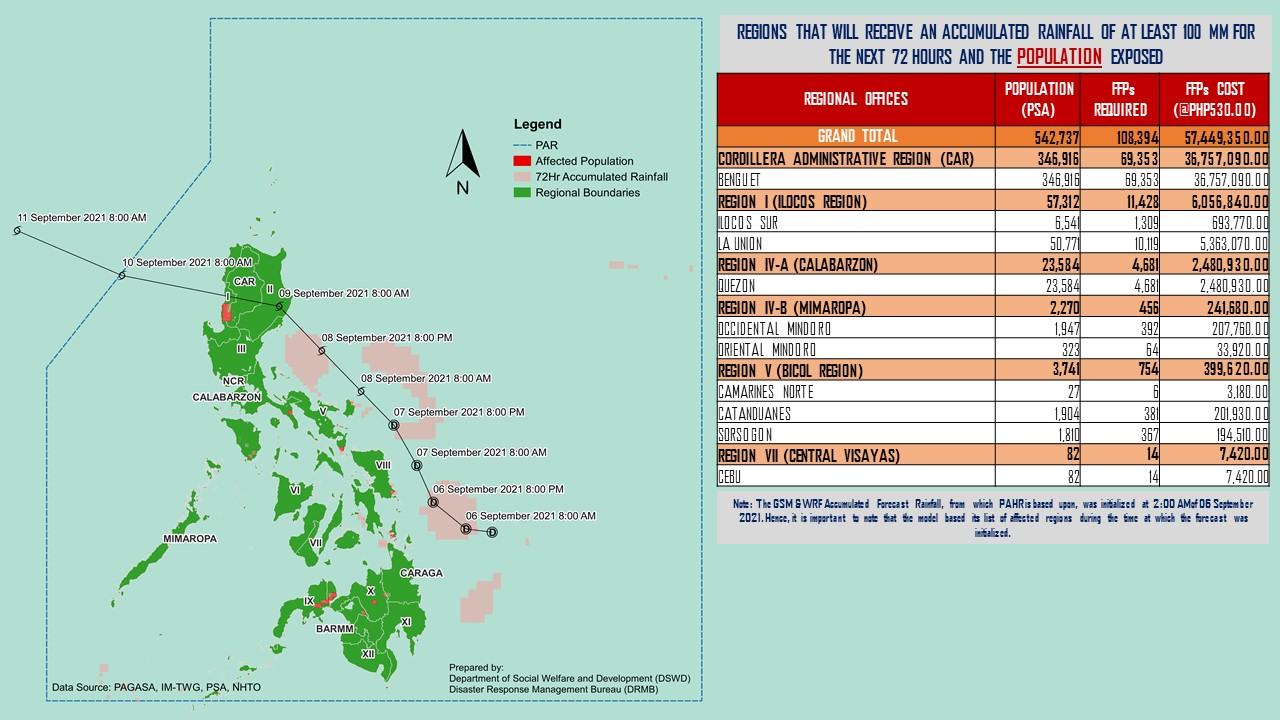 REGIONS THAT WILL RECEIVE AN ACCUMULATED RAINFALL OF AT LEAST 100 MM FOR
THE NEXT 72 HOURS AND THE POPULATION EXPOSED
REGIONAL OFFICES POPULATION (PSA) FFPs REQUIRED FFPs COST (@PHP530.00)
GRAND TOTAL 542,737 108,394 57,449,350.00
CORDILLERA ADMINISTRATIVE REGION (CAR) 346,916 69,353 36,757,090.00
BENGUET 346,916 69,353 36,757,090.00
REGION I (ILOCOS REGION) 57,312 11,428 6,056,840.00
ILOCOS SUR 6,541 1,309 693,770.00
LA UNION 50,771 10,119 5,363,070.00
REGION IV-A (CALABARZON) 23,584 4,681 2,480,930.00
QUEZON 23,584 4,681 2,480,930.00
REGION IV-B (MIMAROPA) 2,270 456 241,680.00
OCCIDENTAL MINDORO 1,947 392 207,760.00
ORIENTAL MINDORO 323 64 33,920.00
REGION V (BICOL REGION) 3,741 754 399,620.00
CAMARINES NORTE 27 6 3,180.00
CATANDUANES 1,904 381 201,930.00
SORSOGON 1,810 367 194,510.00
REGION VII (CENTRAL VISAYAS) 82 14 7,420.00
CEBU 82 14 7,420.00
Note: The GSM & WRF Accumulated Forecast Rainfall, from which PAHR is based upon, was initialized at 2:00 AM of 06 September
2021. Hence, it is important to note that the model based its list of affected regions during the time at which the forecast was
initialized.
Legend
PAR
Affected Population
72Hr Accumulated Rainfall
Regional Boundaries
N
11 September 2021 8:00 AM
10 September 2021 8:00 AM
CAR
II
I
09 September 2021 8:00 AM
08 September 2021 8:00 PM
III
NCR
08 September 2021 8:00 AM
CALABARZON
V
07 September 2021 8:00 PM
07 September 2021 8:00 AM
VIII
VI
06 September 2021 8:00 PM
06 September 2021 8:00 AM
D
D
D
D
D
MIMAROPA
VII
CARAGA
X
IX
XI
BARMM
XII
Prepared by:
Department of Social Welfare and Development (DSWD)
Disaster Response Management Bureau (DRMB)
Data Source: PAGASA, IM-TWG, PSA, NHTO